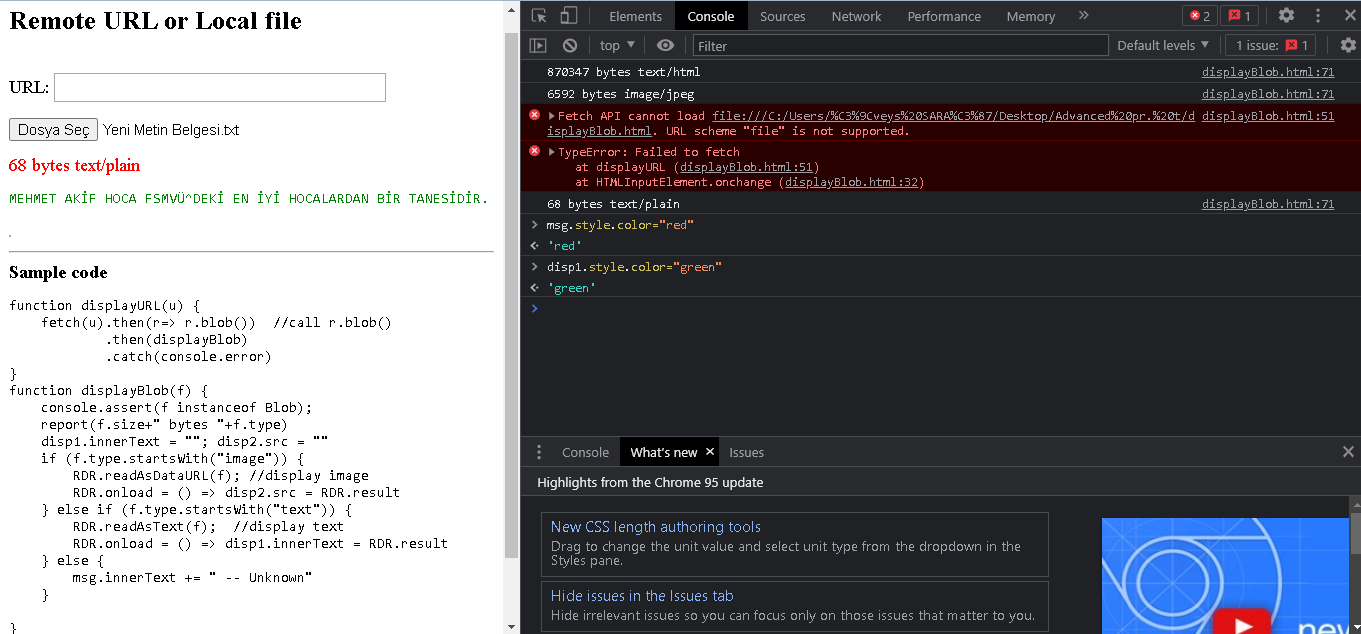 Remote URL or Local file
URL:
Dosya Seç Yeni Metin Belgesi.txt
68 bytes text/plain
MEHMET AKİF HOCA FSMVÜ^DEKİ EN İYİ HOCALARDAN BİR TANESİDİR.
.
Sample code
function displayURL(u) {
    fetch(u).then(r=> r.blob())  //call r.blob()
            .then(displayBlob)
            .catch(console.error)
}
function displayBlob(f) {
    console.assert(f instanceof Blob);
    report(f.size+" bytes "+f.type)
    disp1.innerText = ""; disp2.src = ""
    if (f.type.startsWith("image")) {
        RDR.readAsDataURL(f); //display image
        RDR.onload = () => disp2.src = RDR.result
    } else if (f.type.startsWith("text")) {
        RDR.readAsText(f);  //display text
        RDR.onload = () => disp1.innerText = RDR.result
    } else {
        msg.innerText += " -- Unknown"
    }
}
Elements Console Sources Network Performance Memory » 2 1
top Filter Default levels 1 issue: 1
870347 bytes text/html displayBlob.html:71
6592 bytes image/jpeg displayBlob.html:71
Fetch API cannot load file:///C:/Users/%C3%9Cveys%20SARA%C3%87/Desktop/Advanced%20pr.%20t/d displayBlob.html:51
isplayBlob.html. URL scheme "file" is not supported.
TypeError: Failed to fetch
    at displayURL (displayBlob.html:51)
    at HTMLInputElement.onchange (displayBlob.html:32)
68 bytes text/plain displayBlob.html:71
> msg.style.color="red"
'red'
> disp1.style.color="green"
'green'
>
Console What's new × Issues
Highlights from the Chrome 95 update
New CSS length authoring tools
Drag to change the unit value and select unit type from the dropdown in the
Styles pane.
Hide issues in the Issues tab
Hide irrelevant issues so you can focus only on those issues that matter to you.
new